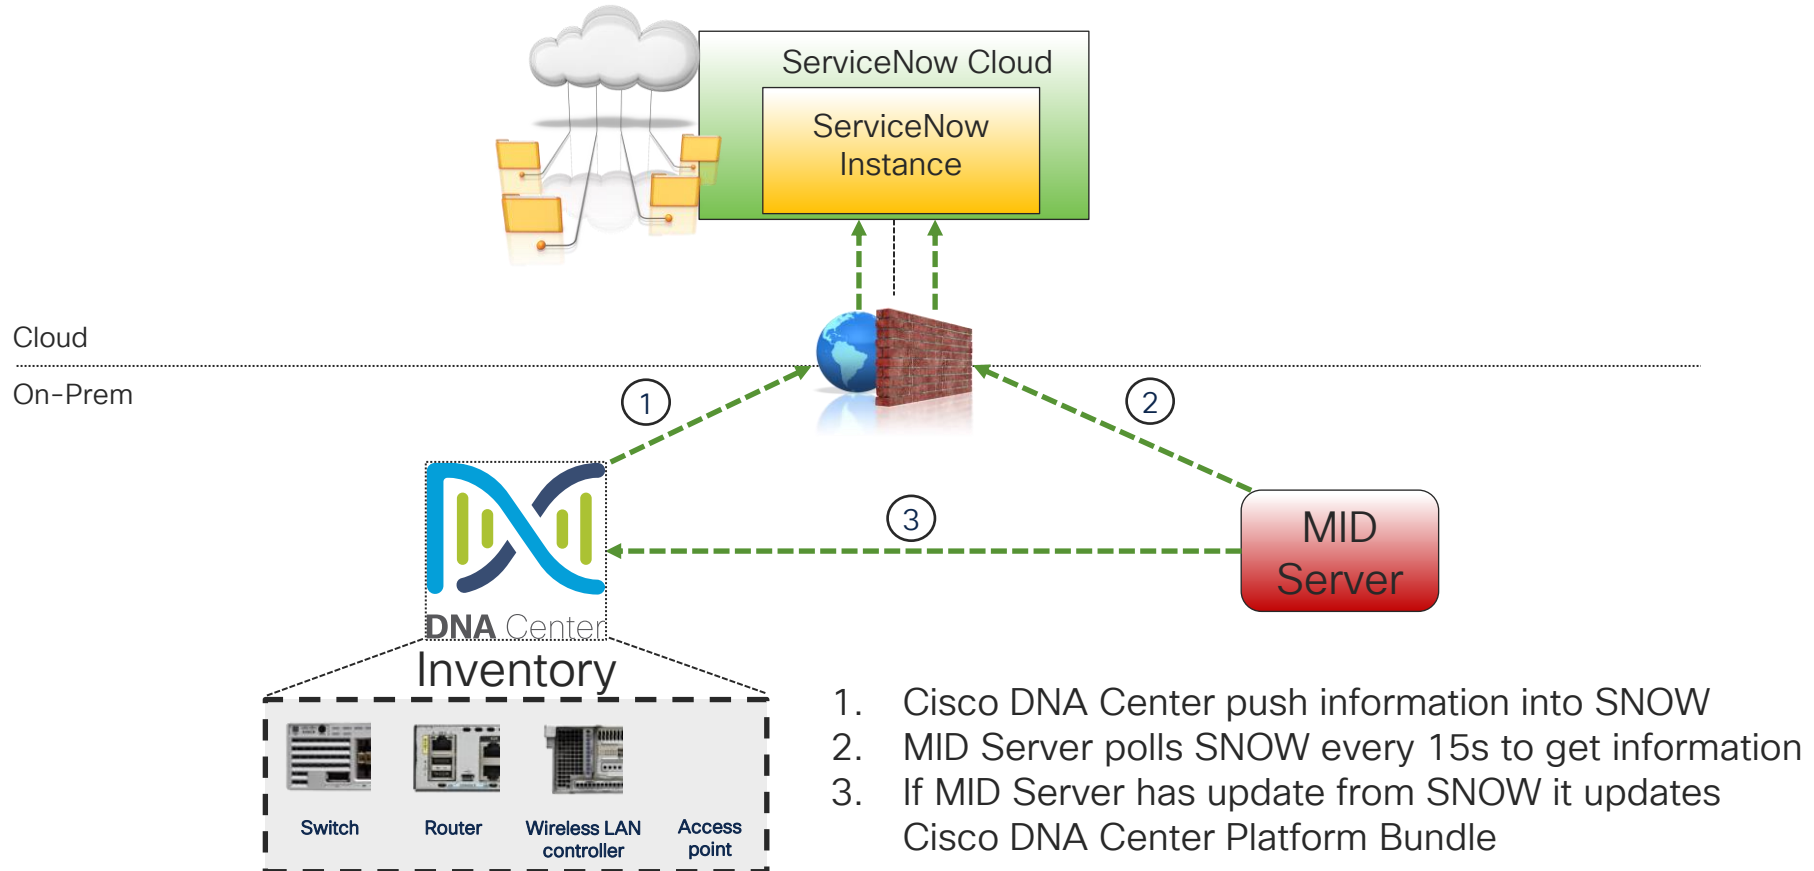 ServiceNow Cloud
ServiceNow
Instance
Cloud
On-Prem
1
2
3
MID
Server
DNA Center
Inventory
Switch
Router
Wireless LAN
controller
Access
point
1. Cisco DNA Center push information into SNOW
2. MID Server polls SNOW every 15s to get information
3. If MID Server has update from SNOW it updates
Cisco DNA Center Platform Bundle